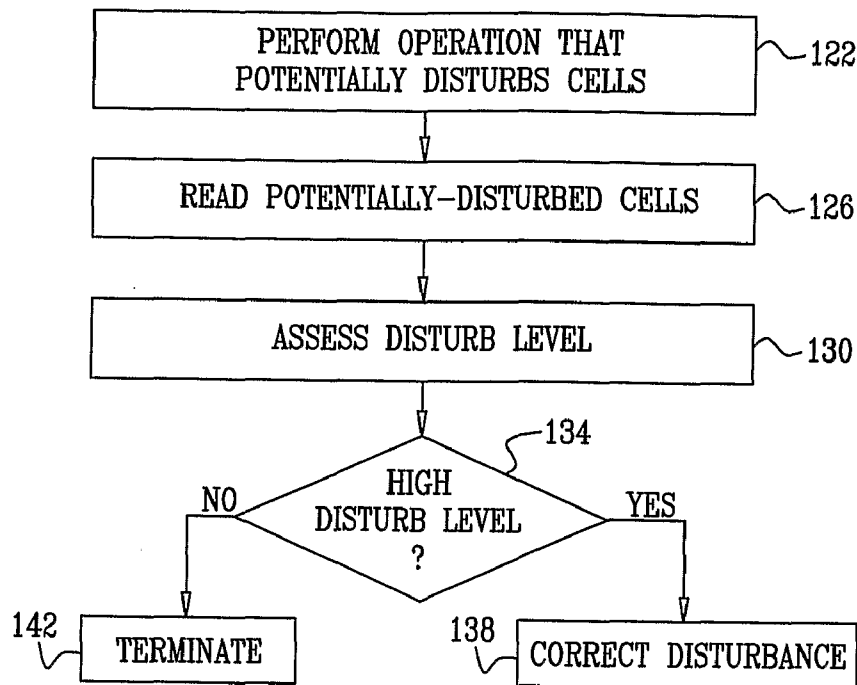 PERFORM OPERATION THAT
POTENTIALLY DISTURBS CELLS
122
READ POTENTIALLY-DISTURBED CELLS
126
ASSESS DISTURB LEVEL
130
134
HIGH
DISTURB LEVEL
?
NO
YES
142
TERMINATE
138
CORRECT DISTURBANCE